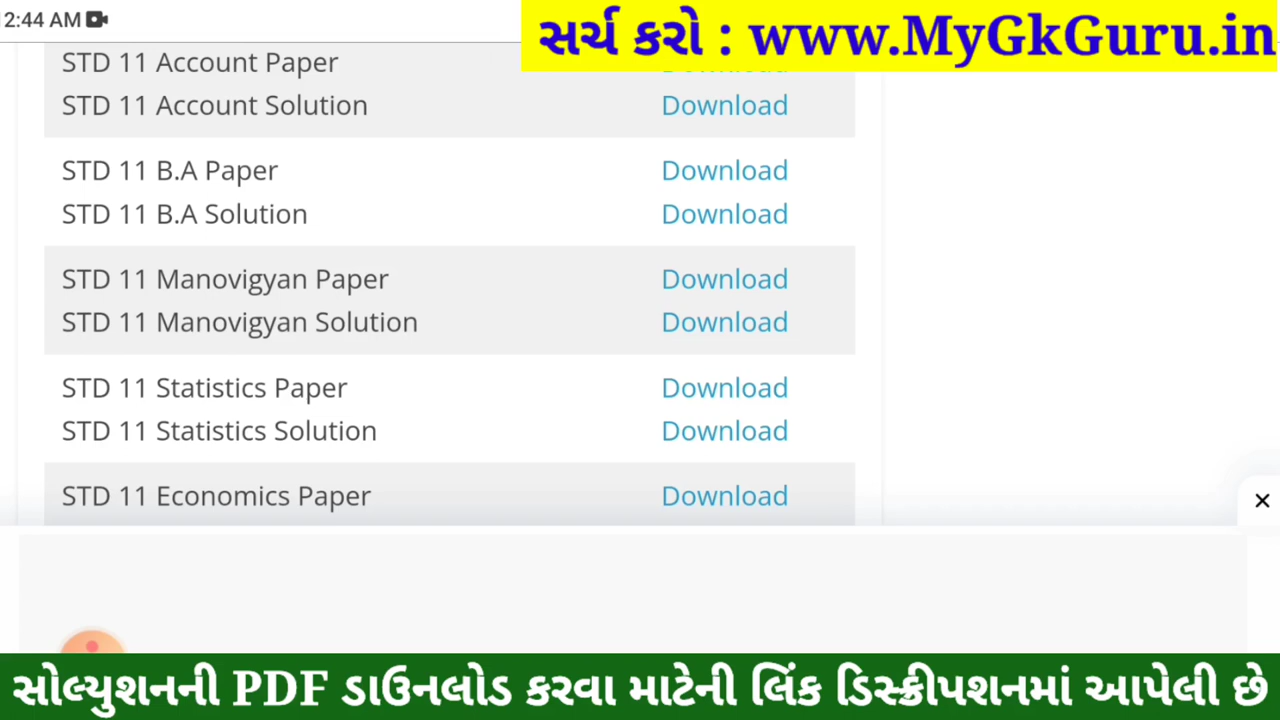 2:44 AM
સર્ચ કરો : www.MyGkGuru.in
STD 11 Account Paper
STD 11 Account Solution Download
STD 11 B.A Paper Download
STD 11 B.A Solution Download
STD 11 Manovigyan Paper Download
STD 11 Manovigyan Solution Download
STD 11 Statistics Paper Download
STD 11 Statistics Solution Download
STD 11 Economics Paper Download
સોલ્યુશનની PDF ડાઉનલોડ કરવા માટેની લિંક ડિસ્ક્રીપશનમાં આપેલી છે